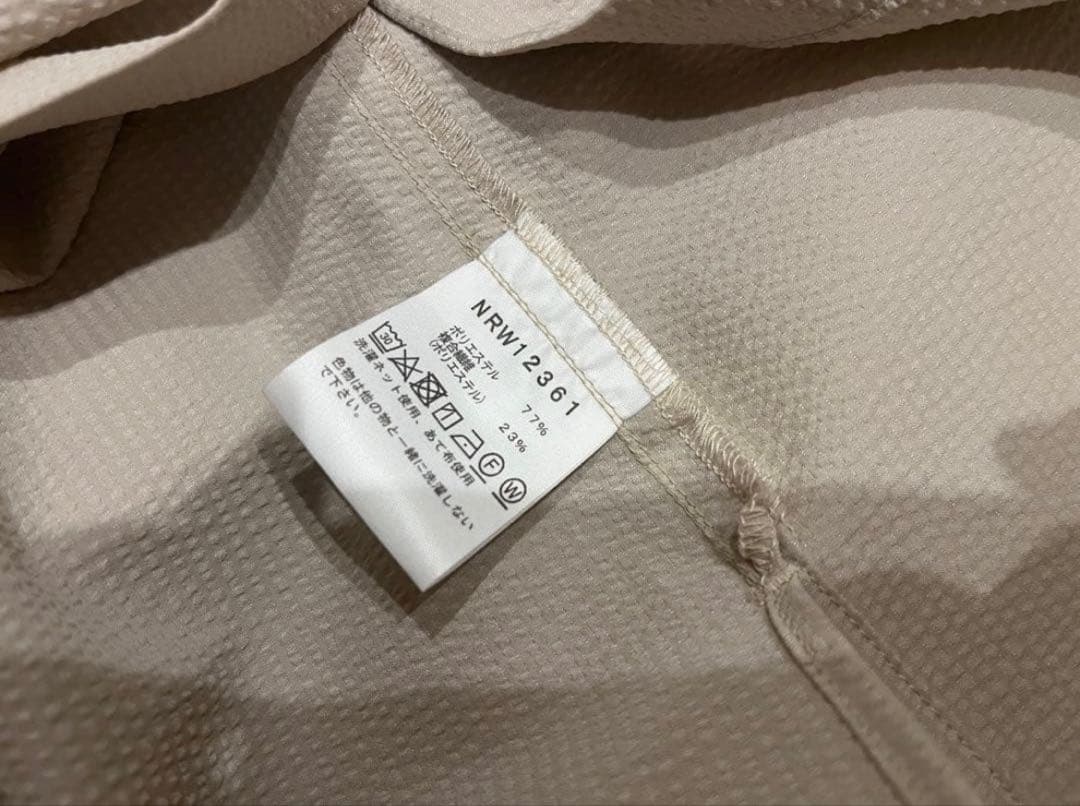 NRW12361
ポリエステル 77%
複合繊維
(ポリエステル) 23%
30 F W
洗濯ネット使用、あて布使用
色物は他の物と一緒に洗濯しない
で下さい。